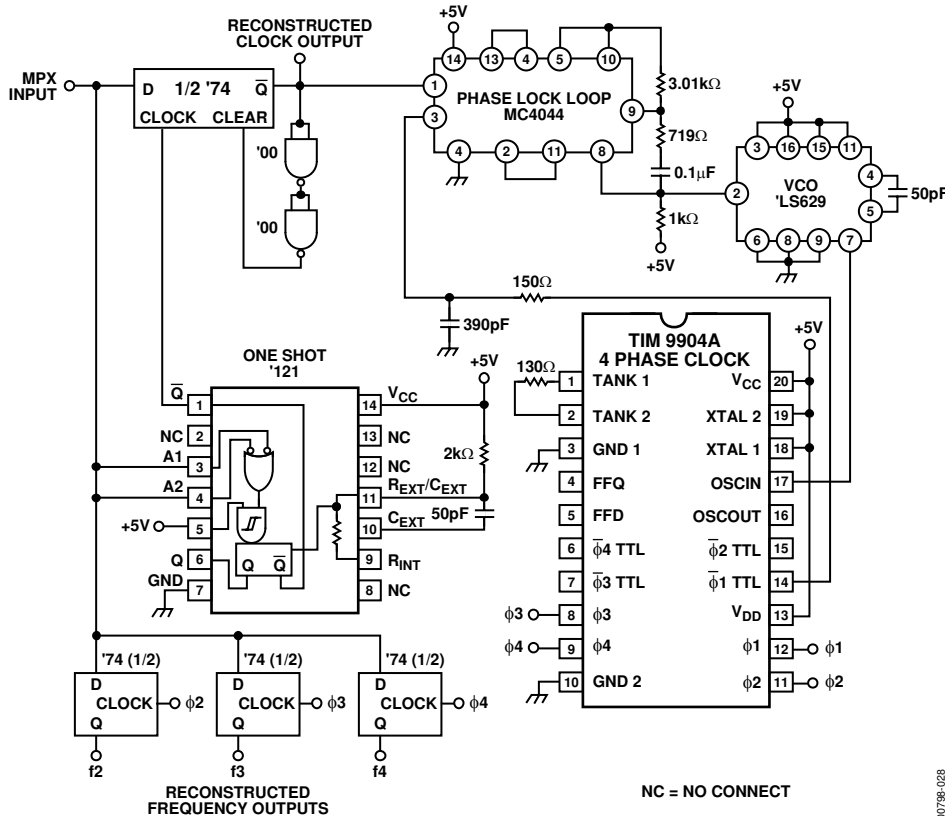 RECONSTRUCTED
CLOCK OUTPUT
MPX
INPUT
D 1/2 '74 Q̅
CLOCK CLEAR
'00
'00
+5V
14 13 4 5 10
1
3
PHASE LOCK LOOP
MC4044
9
4 2 11 8
3.01kΩ
719Ω
0.1µF
1kΩ
+5V
+5V
3 16 15 11
2
VCO
'LS629
4
5
50pF
6 8 9 7
150Ω
390pF
ONE SHOT
'121
Q̅ 1
NC 2
A1 3
A2 4
+5V 5
Q 6
GND 7
Q Q̅
+5V
14 VCC
13 NC
12 NC
11 REXT/CEXT
10 CEXT
9 RINT
8 NC
2kΩ
50pF
TIM 9904A
4 PHASE CLOCK
+5V
130Ω
1 TANK 1 VCC 20
2 TANK 2 XTAL 2 19
3 GND 1 XTAL 1 18
4 FFQ OSCIN 17
5 FFD OSCOUT 16
6 ϕ̅4 TTL ϕ̅2 TTL 15
7 ϕ̅3 TTL ϕ̅1 TTL 14
ϕ3 8 ϕ3 VDD 13
ϕ4 9 ϕ4 ϕ1 12 ϕ1
10 GND 2 ϕ2 11 ϕ2
'74 (1/2) '74 (1/2) '74 (1/2)
D D D
CLOCK ϕ2 CLOCK ϕ3 CLOCK ϕ4
Q Q Q
f2 f3 f4
RECONSTRUCTED
FREQUENCY OUTPUTS
NC = NO CONNECT
00798-028